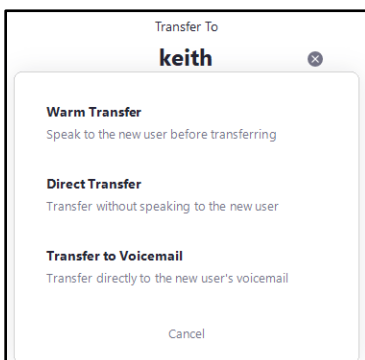 Transfer To
keith
Warm Transfer
Speak to the new user before transferring
Direct Transfer
Transfer without speaking to the new user
Transfer to Voicemail
Transfer directly to the new user's voicemail
Cancel